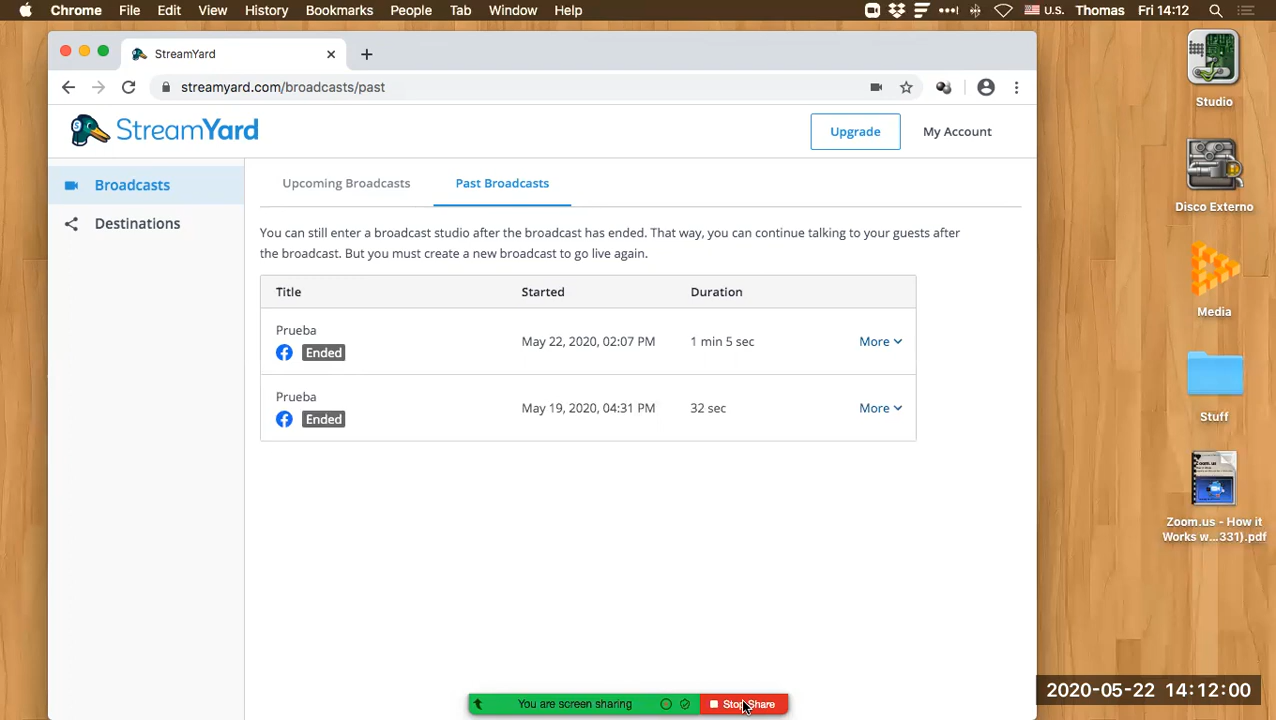 Chrome File Edit View History Bookmarks People Tab Window Help U.S. Thomas Fri 14:12
StreamYard
streamyard.com/broadcasts/past
StreamYard
Upgrade
My Account
Broadcasts
Destinations
Upcoming Broadcasts
Past Broadcasts
You can still enter a broadcast studio after the broadcast has ended. That way, you can continue talking to your guests after
the broadcast. But you must create a new broadcast to go live again.
Title Started Duration
Prueba
Ended
May 22, 2020, 02:07 PM 1 min 5 sec More
Prueba
Ended
May 19, 2020, 04:31 PM 32 sec More
You are screen sharing
Stop Share
Studio
Disco Externo
Media
Stuff
Zoom.us - How it
Works w...331).pdf
2020-05-22 14:12:00